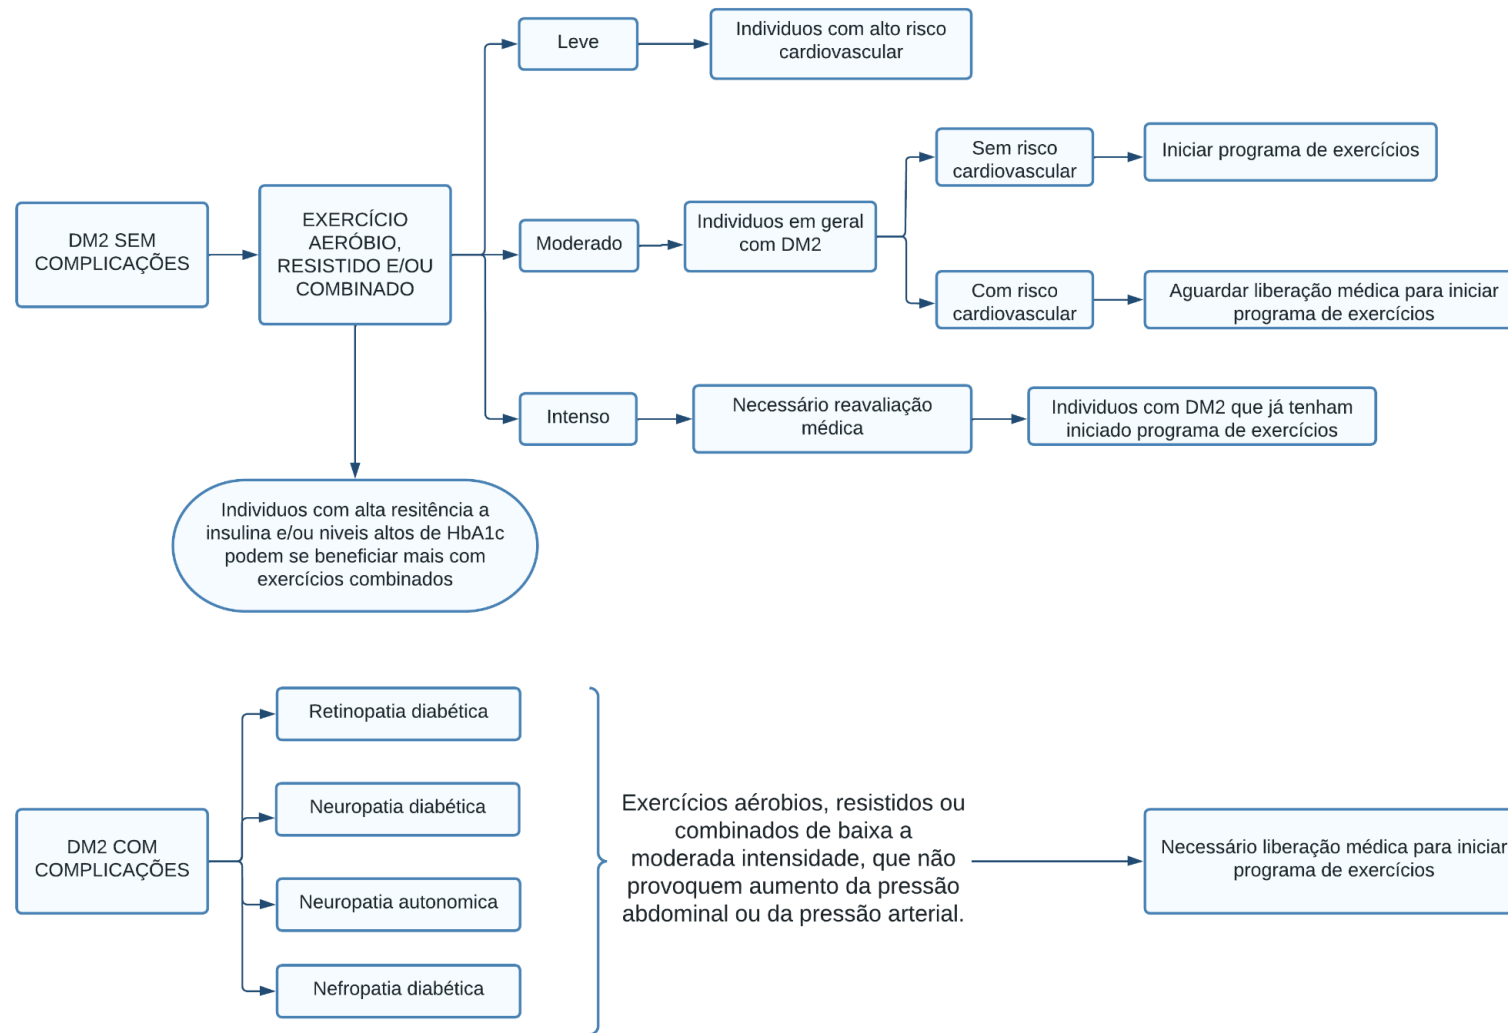 Leve
Individuos com alto risco
cardiovascular
DM2 SEM
COMPLICAÇÕES
EXERCÍCIO
AERÓBIO,
RESISTIDO E/OU
COMBINADO
Moderado
Individuos em geral
com DM2
Sem risco
cardiovascular
Iniciar programa de exercícios
Com risco
cardiovascular
Aguardar liberação médica para iniciar
programa de exercícios
Intenso
Necessário reavaliação
médica
Individuos com DM2 que já tenham
iniciado programa de exercícios
Individuos com alta resitência a
insulina e/ou niveis altos de HbA1c
podem se beneficiar mais com
exercícios combinados
DM2 COM
COMPLICAÇÕES
Retinopatia diabética
Neuropatia diabética
Neuropatia autonomica
Nefropatia diabética
Exercícios aérobios, resistidos ou
combinados de baixa a
moderada intensidade, que não
provoquem aumento da pressão
abdominal ou da pressão arterial.
Necessário liberação médica para iniciar
programa de exercícios